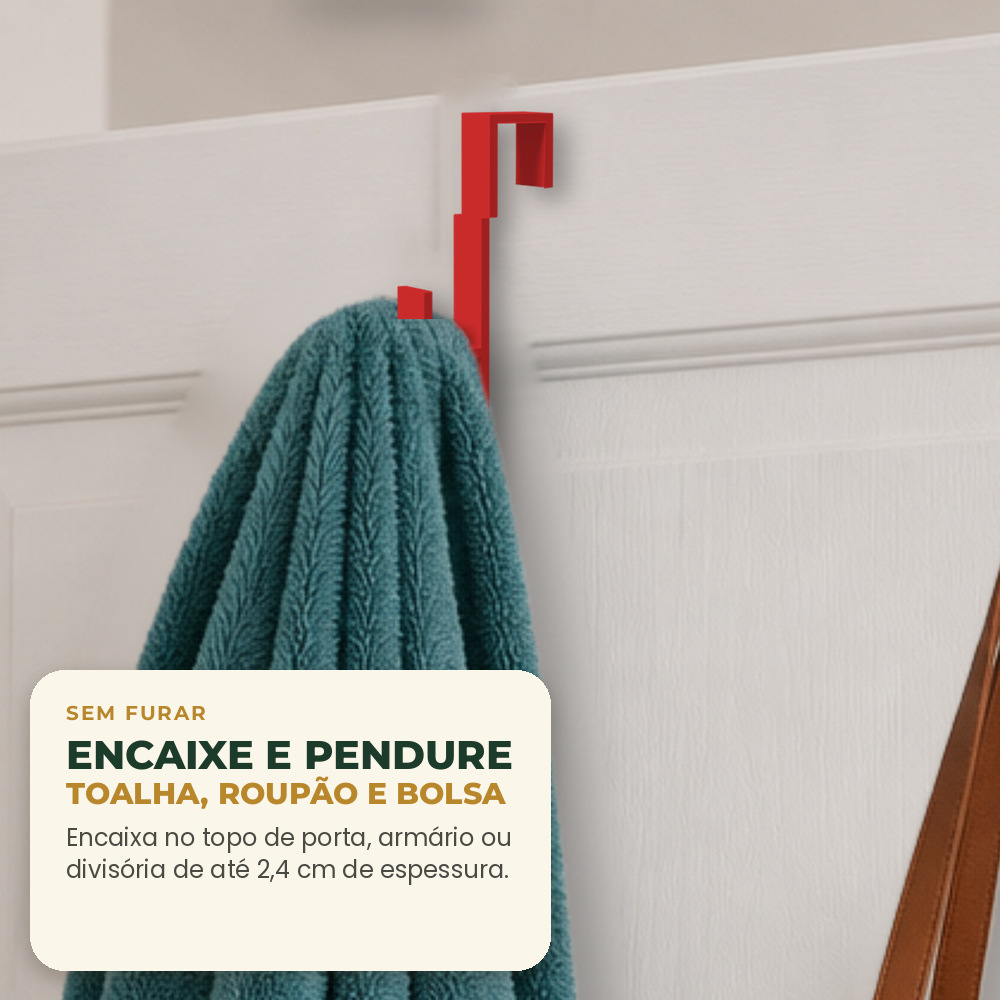 SEM FURAR
ENCAIXE E PENDURE
TOALHA, ROUPÃO E BOLSA
Encaixa no topo de porta, armário ou
divisória de até 2,4 cm de espessura.